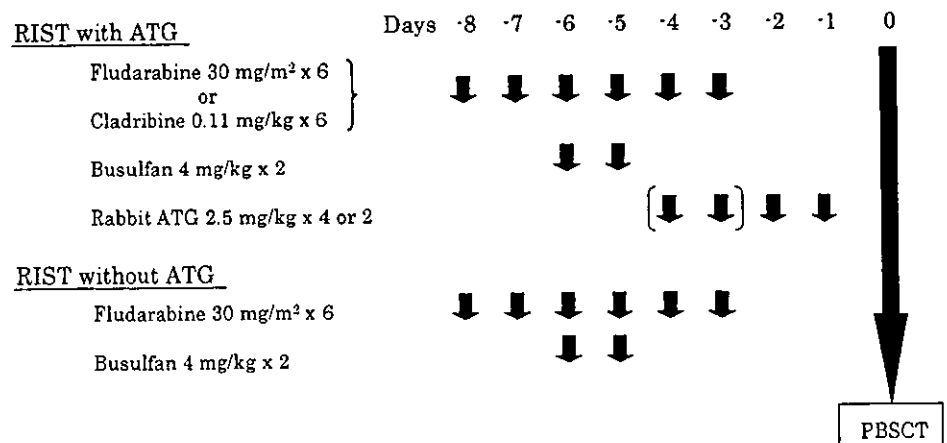 Days -8 -7 -6 -5 -4 -3 -2 -1 0
RIST with ATG
Fludarabine 30 mg/m² x 6
or
Cladribine 0.11 mg/kg x 6
Busulfan 4 mg/kg x 2
Rabbit ATG 2.5 mg/kg x 4 or 2
RIST without ATG
Fludarabine 30 mg/m² x 6
Busulfan 4 mg/kg x 2
PBSCT